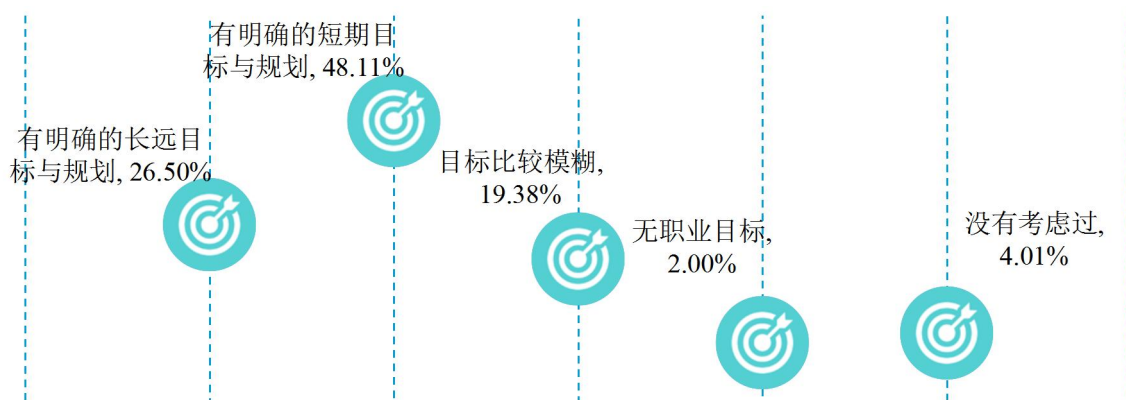 有明确的长远目
标与规划, 26.50%
有明确的短期目
标与规划, 48.11%
目标比较模糊,
19.38%
无职业目标,
2.00%
没有考虑过,
4.01%